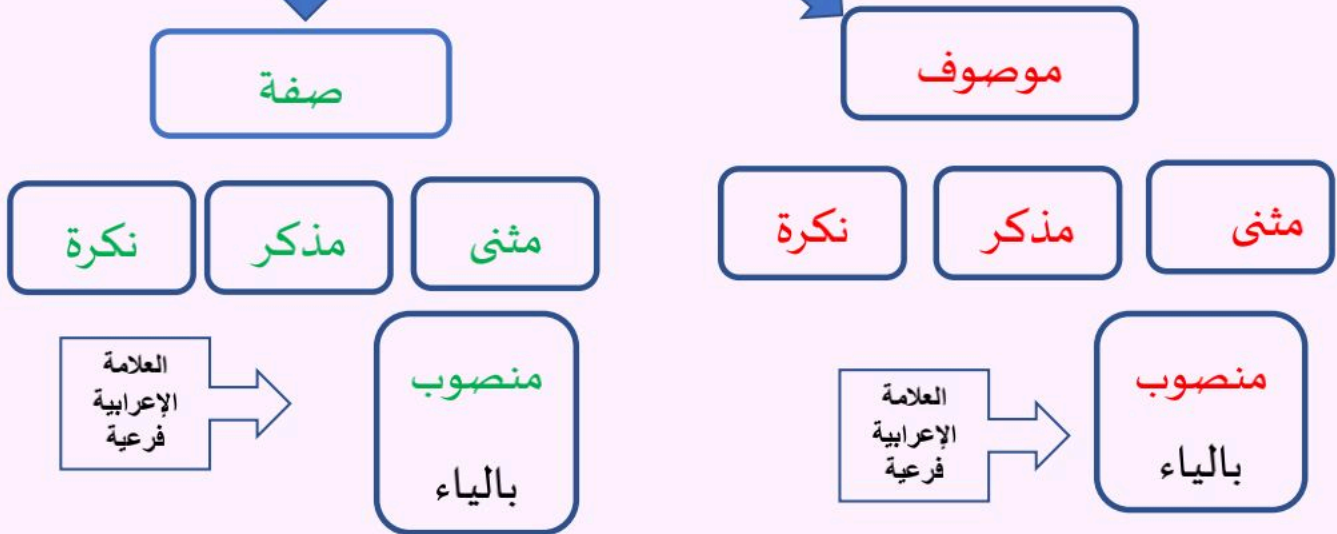 موصوف
صفة
مثنى
مذكر
نكرة
مثنى
مذكر
نكرة
منصوب
بالياء
العلامة
الإعرابية
فرعية
منصوب
بالياء
العلامة
الإعرابية
فرعية